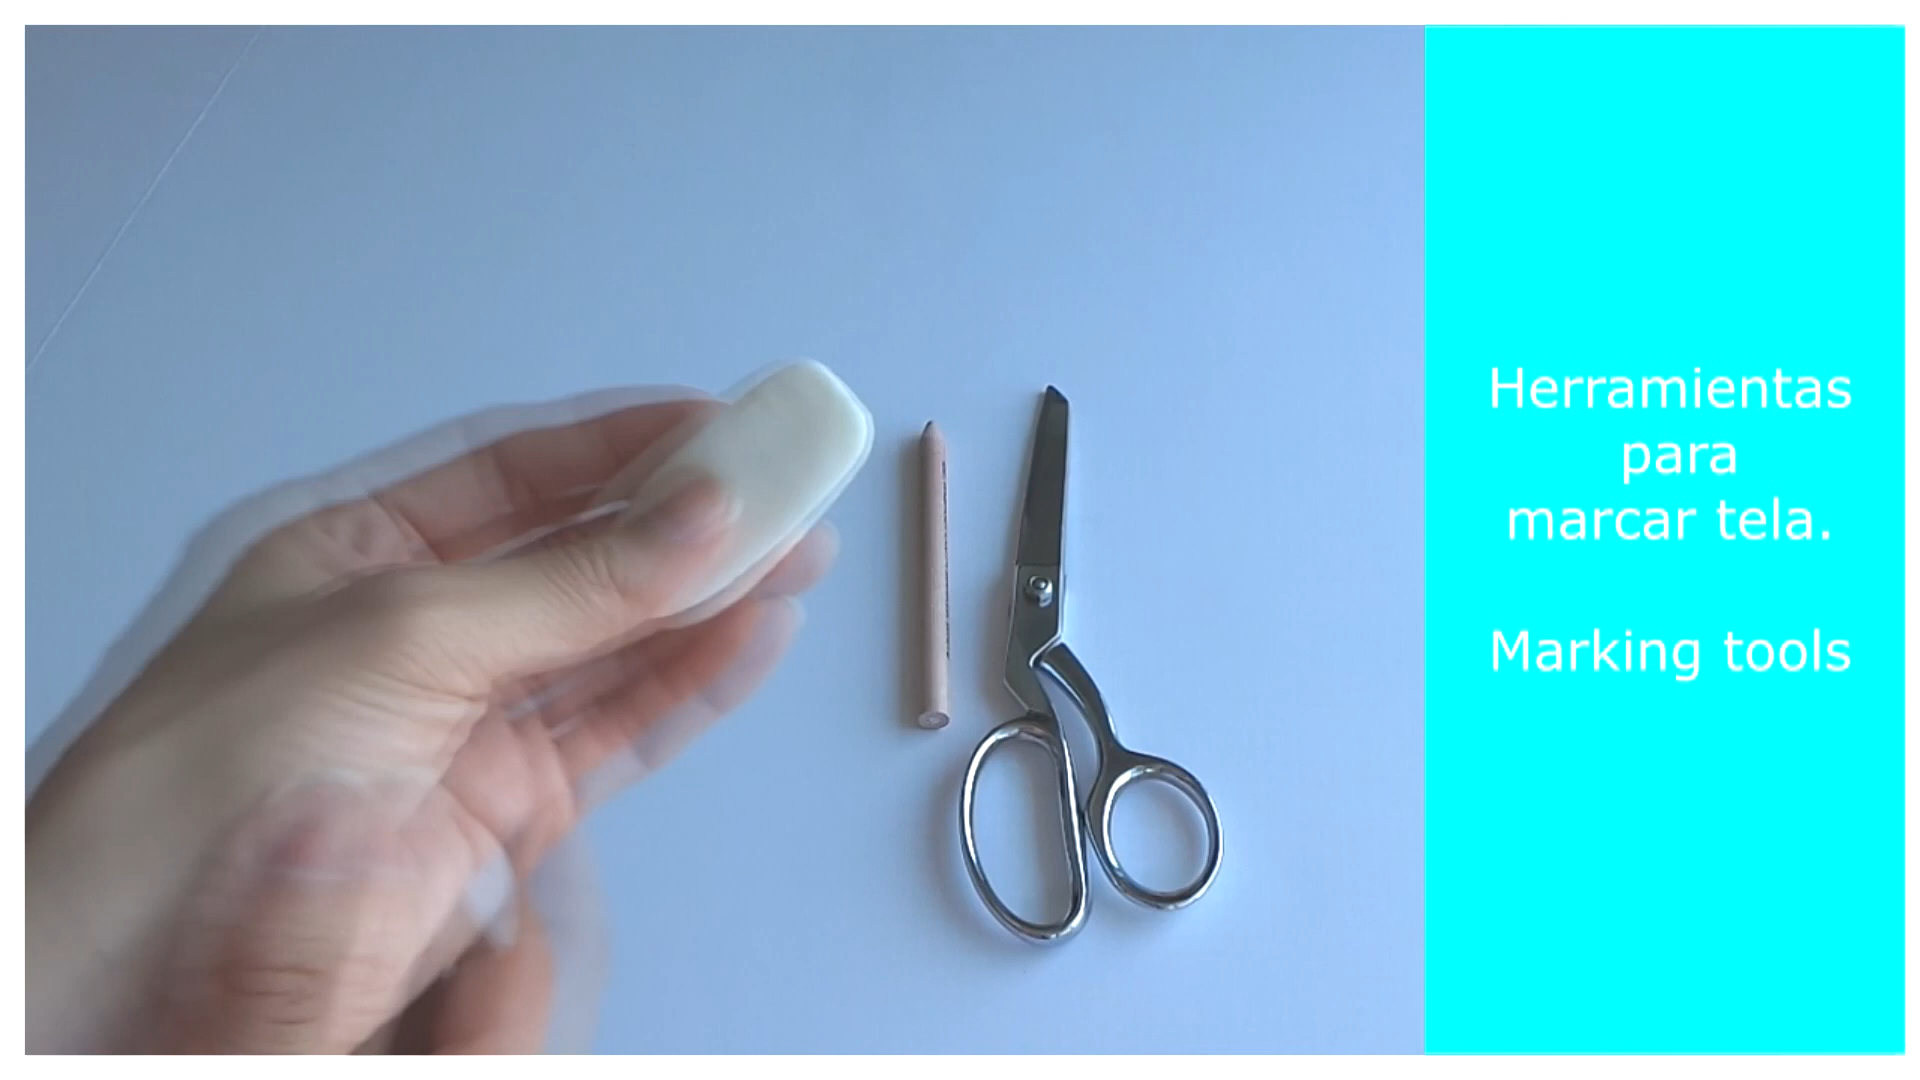 Herramientas
para
marcar tela.
Marking tools